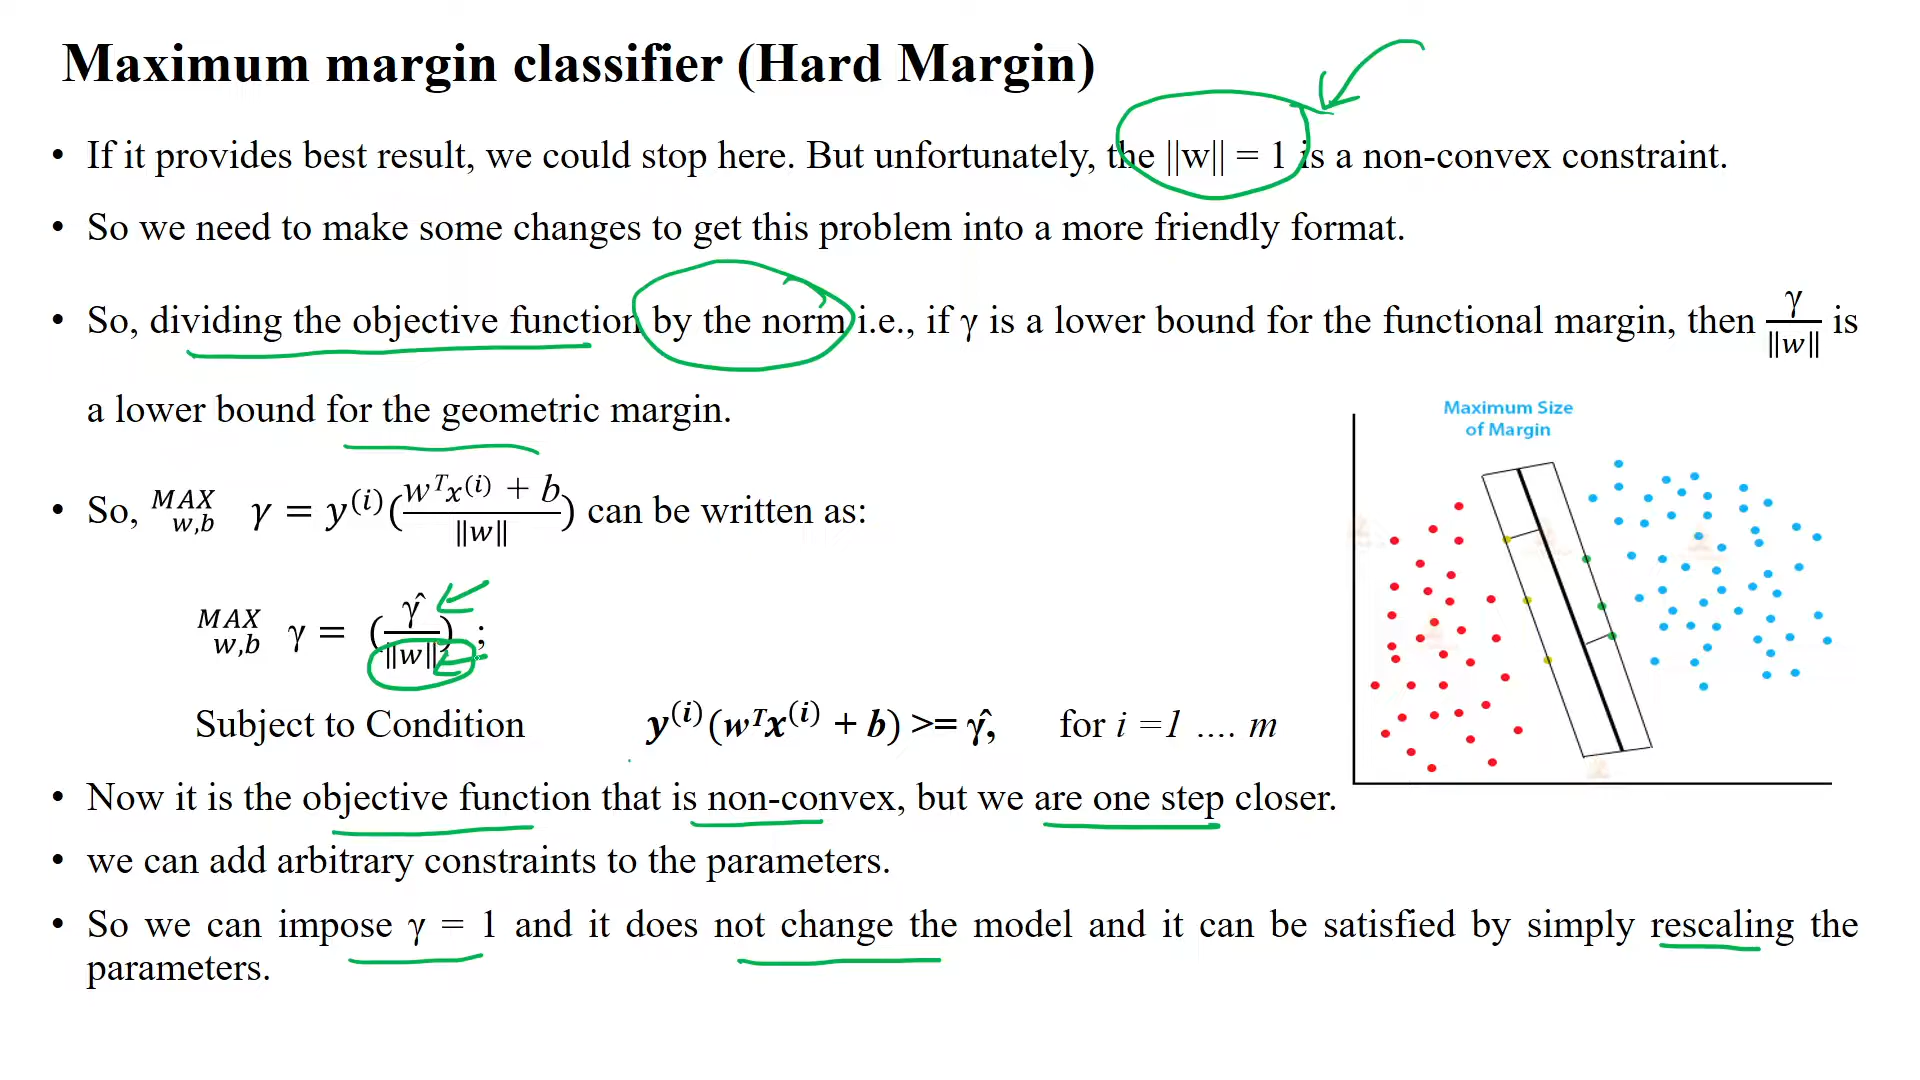 Maximum margin classifier (Hard Margin)
• If it provides best result, we could stop here. But unfortunately, the ||w|| = 1 is a non-convex constraint.
• So we need to make some changes to get this problem into a more friendly format.
• So, dividing the objective function by the norm i.e., if γ is a lower bound for the functional margin, then γ/‖w‖ is
a lower bound for the geometric margin.
Maximum Size
of Margin
• So, MAX w,b γ = y⁽ⁱ⁾(wᵀx⁽ⁱ⁾ + b / ‖w‖) can be written as:
MAX w,b γ = (γ̂/‖w‖) ;
Subject to Condition y⁽ⁱ⁾(wᵀx⁽ⁱ⁾ + b) >= γ̂, for i =1 .... m
• Now it is the objective function that is non-convex, but we are one step closer.
• we can add arbitrary constraints to the parameters.
• So we can impose γ = 1 and it does not change the model and it can be satisfied by simply rescaling the
parameters.